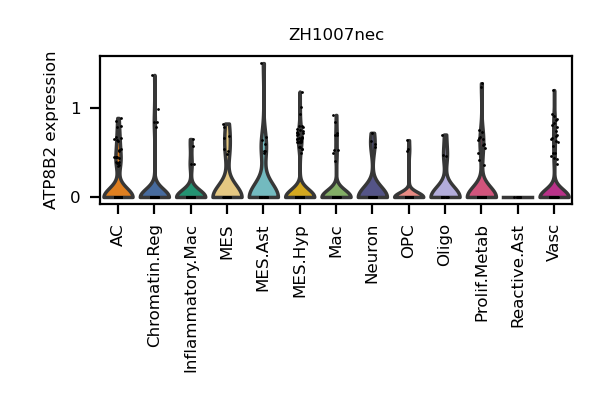 ZH1007nec
ATP8B2 expression
1
0
AC
Chromatin.Reg
Inflammatory.Mac
MES
MES.Ast
MES.Hyp
Mac
Neuron
OPC
Oligo
Prolif.Metab
Reactive.Ast
Vasc